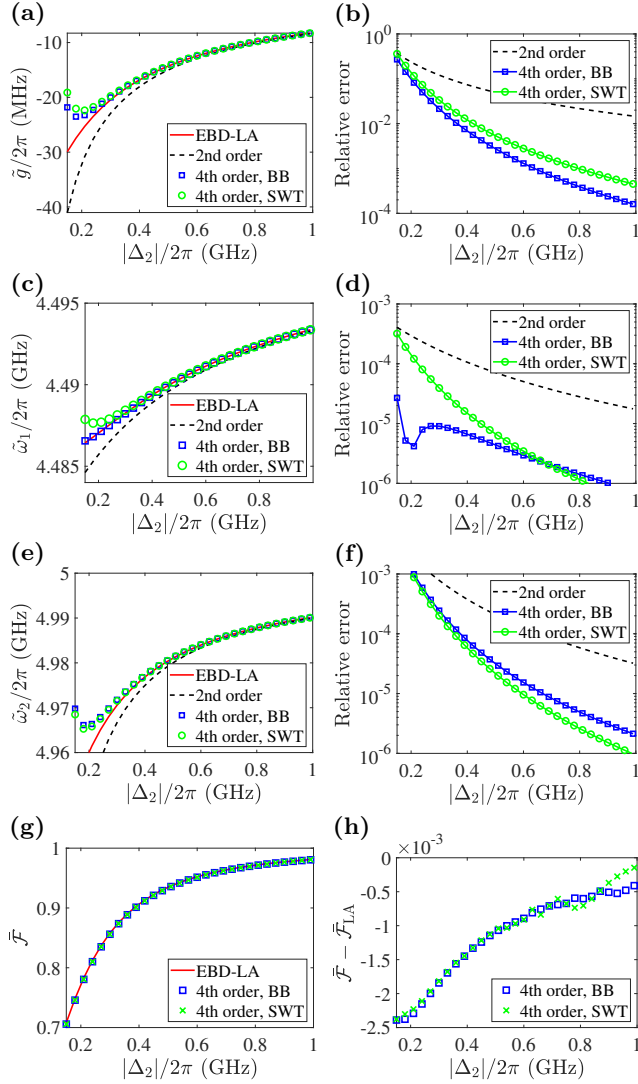 (a)
-10
-20
-30
-40
g̃/2π (MHz)
EBD-LA
2nd order
4th order, BB
4th order, SWT
0.2 0.4 0.6 0.8 1
|Δ₂|/2π (GHz)
(b)
10⁰
10⁻²
10⁻⁴
Relative error
2nd order
4th order, BB
4th order, SWT
0.2 0.4 0.6 0.8 1
|Δ₂|/2π (GHz)
(c)
4.495
4.49
4.485
ω̃₁/2π (GHz)
EBD-LA
2nd order
4th order, BB
4th order, SWT
0.2 0.4 0.6 0.8
|Δ₂|/2π (GHz)
(d)
10⁻³
10⁻⁴
10⁻⁵
10⁻⁶
Relative error
2nd order
4th order, BB
4th order, SWT
0.2 0.4 0.6 0.8 1
|Δ₂|/2π (GHz)
(e)
5
4.99
4.98
4.97
4.96
ω̃₂/2π (GHz)
EBD-LA
2nd order
4th order, BB
4th order, SWT
0.2 0.4 0.6 0.8 1
|Δ₂|/2π (GHz)
(f)
10⁻³
10⁻⁴
10⁻⁵
10⁻⁶
Relative error
2nd order
4th order, BB
4th order, SWT
0.2 0.4 0.6 0.8 1
|Δ₂|/2π (GHz)
(g)
1
0.9
0.8
0.7
ℱ̄
EBD-LA
4th order, BB
4th order, SWT
0.2 0.4 0.6 0.8 1
|Δ₂|/2π (GHz)
(h)
×10⁻³
0
-0.5
-1
-1.5
-2
-2.5
ℱ̄ − ℱ̄_LA
4th order, BB
4th order, SWT
0.2 0.4 0.6 0.8 1
|Δ₂|/2π (GHz)